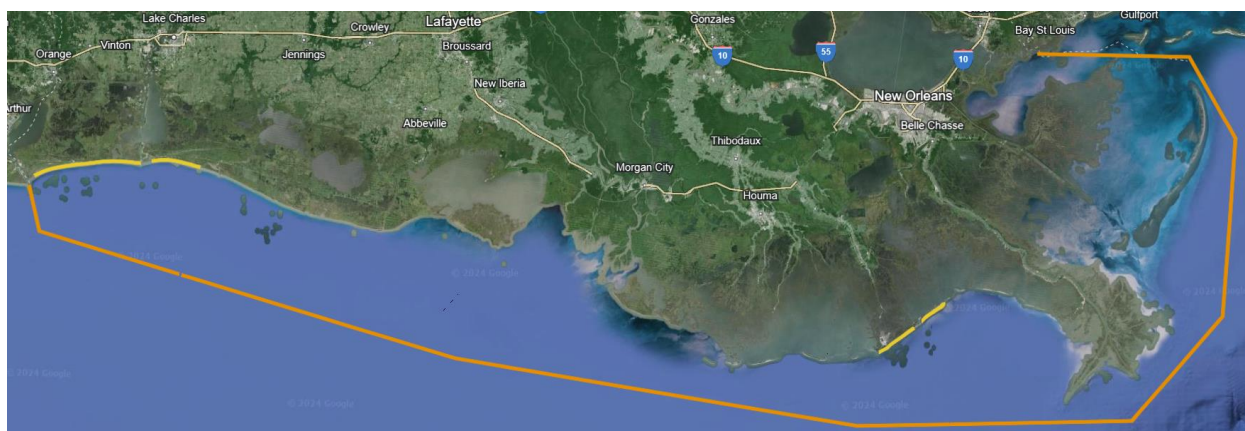 Gulfport
Lake Charles
Lafayette
Gonzales
Bay St Louis
Crowley
Orange
Vinton
Jennings
Broussard
10
55
10
New Iberia
New Orleans
Arthur
Abbeville
Belle Chasse
Thibodaux
Morgan City
Houma
© 2024 Google
© 2024 Google
© 2024 Google
© 2024 Google
© 2024 Google
© 2024 Google